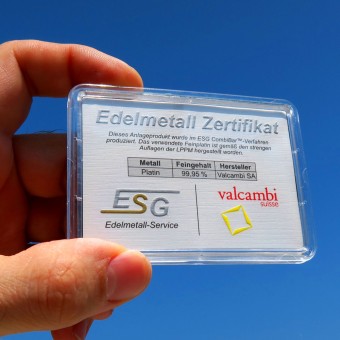 Edelmetall Zertifikat
Dieses Anlageprodukt wurde im ESG CombiBar™-Verfahren
produziert. Das verwendete Feinplatin ist gemäß den strengen
Auflagen der LPPM hergestellt worden.
Metall Feingehalt Hersteller
Platin 99,95 % Valcambi SA
ESG
Edelmetall-Service
valcambi
suisse